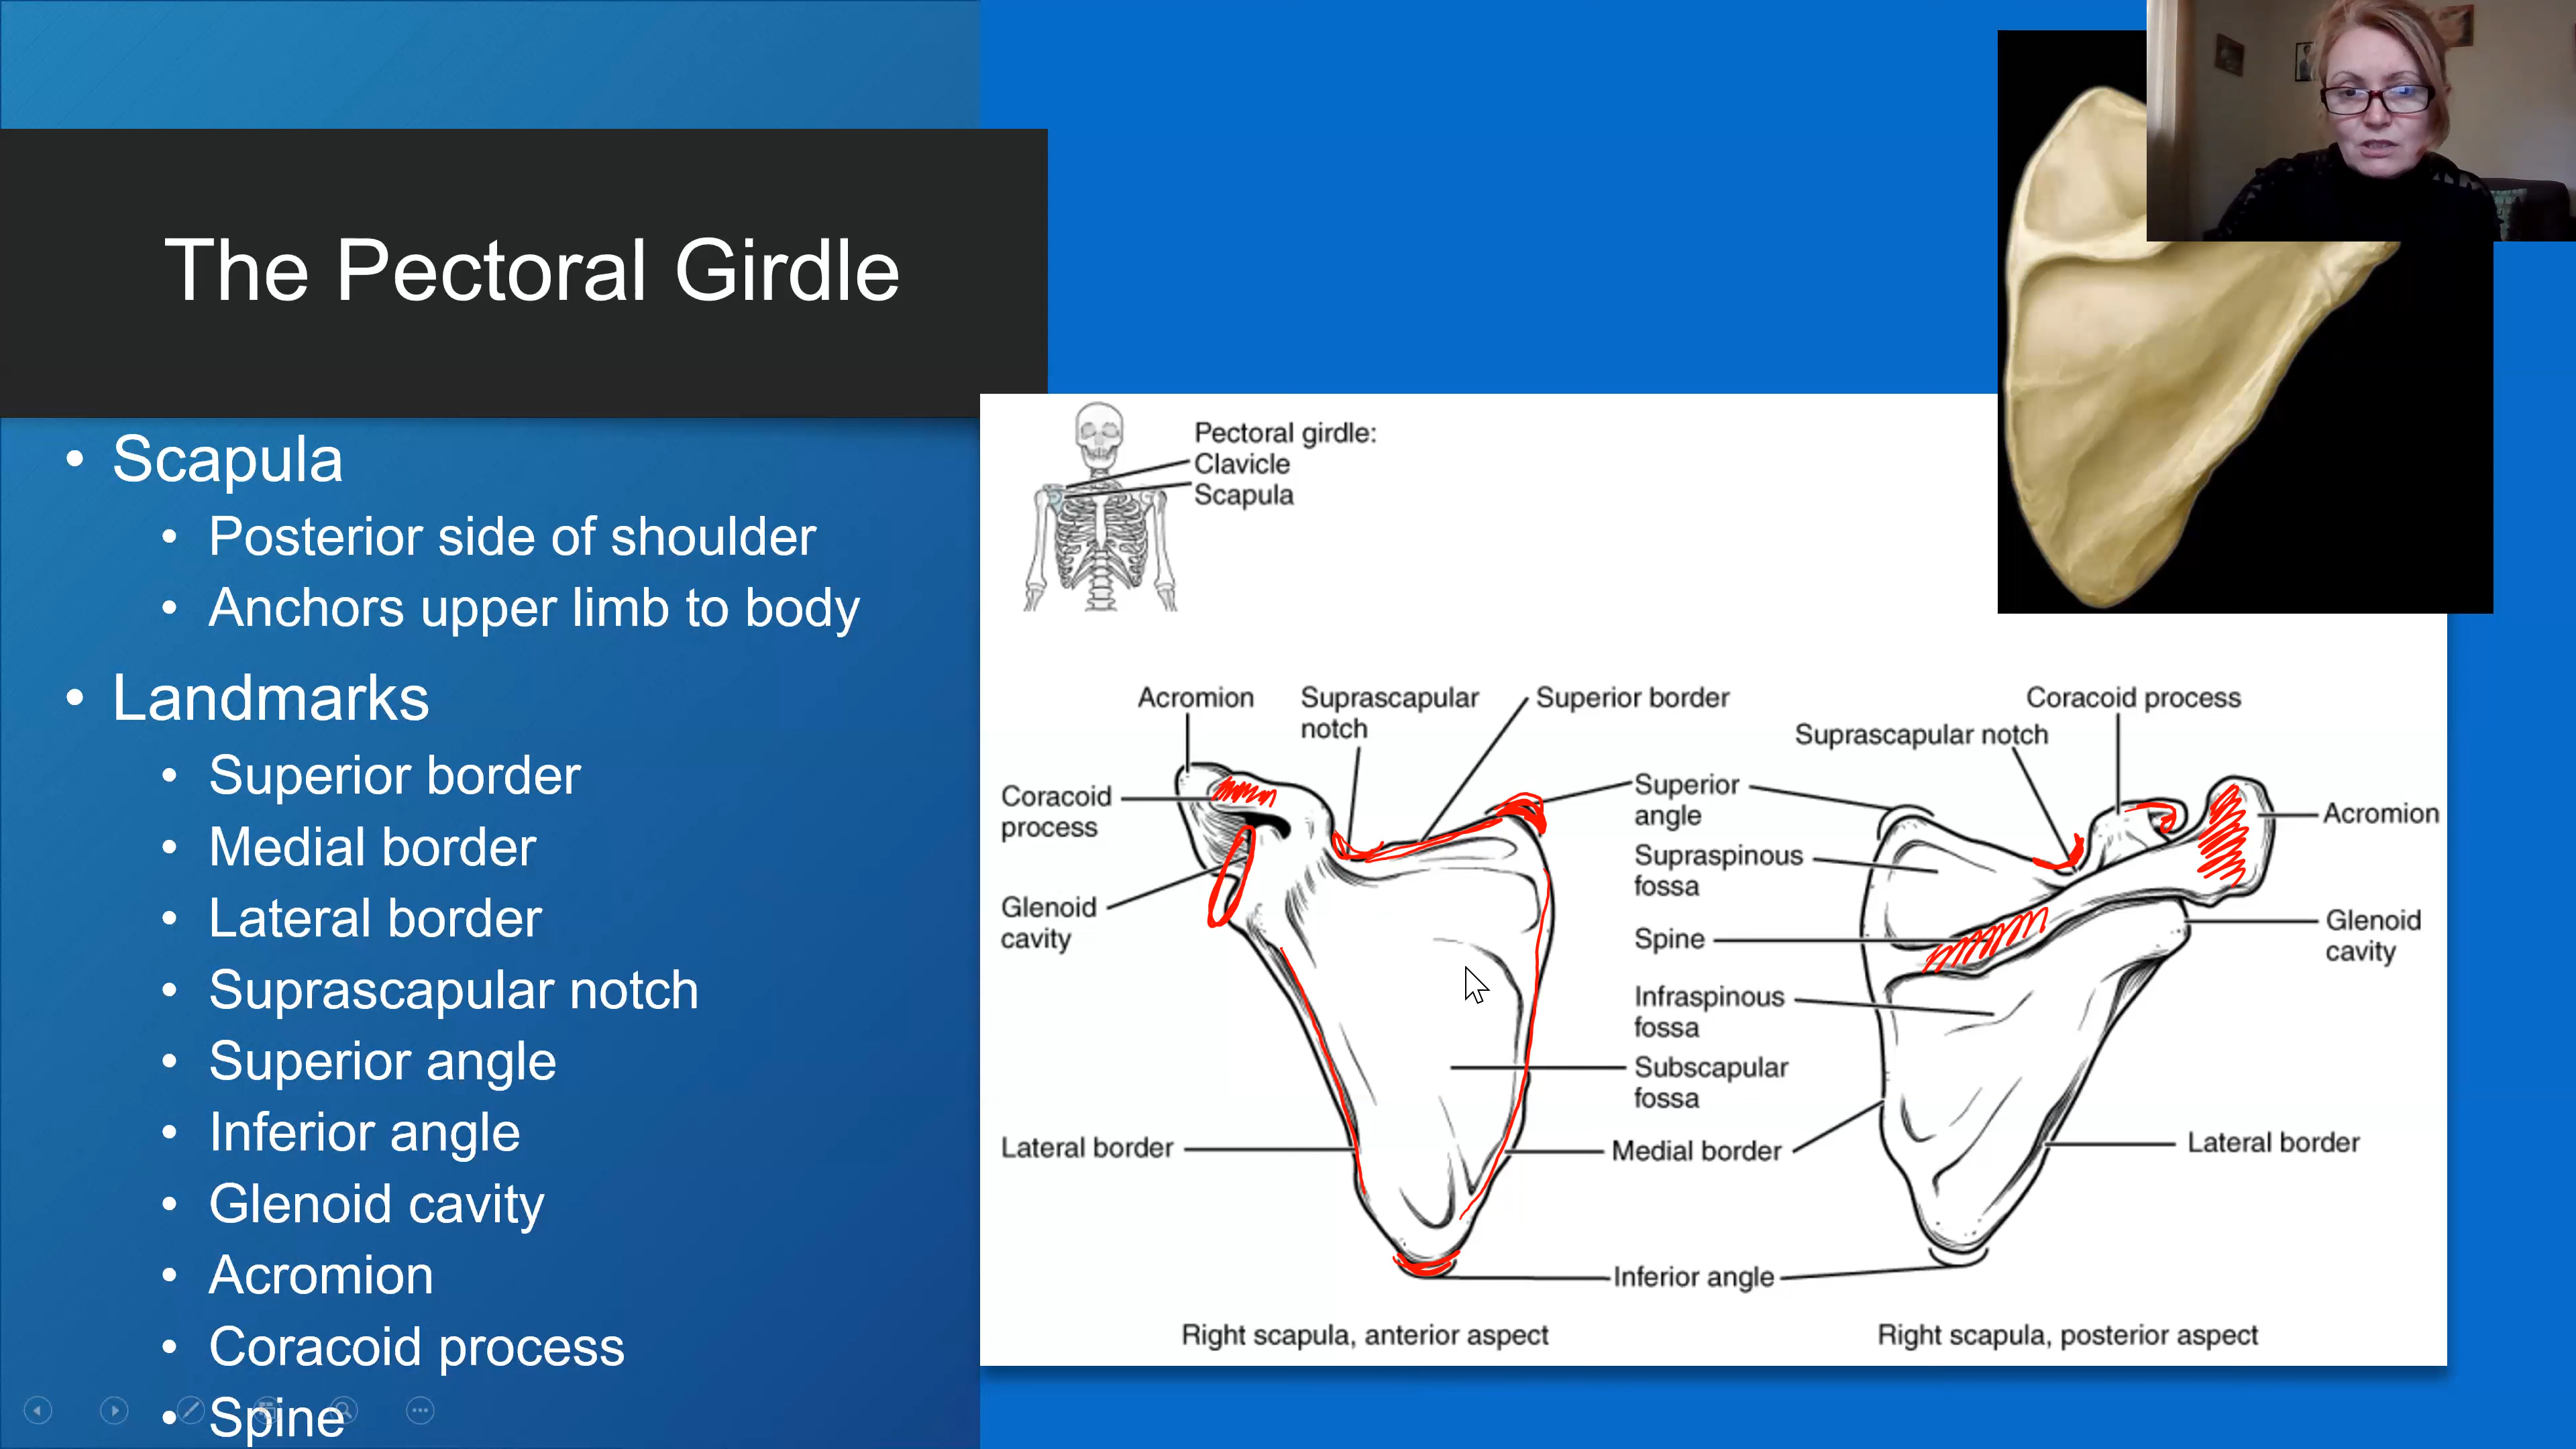 The Pectoral Girdle
• Scapula
• Posterior side of shoulder
• Anchors upper limb to body
• Landmarks
• Superior border
• Medial border
• Lateral border
• Suprascapular notch
• Superior angle
• Inferior angle
• Glenoid cavity
• Acromion
• Coracoid process
• Spine
Pectoral girdle:
Clavicle
Scapula
Acromion
Suprascapular
notch
Superior border
Coracoid
process
Glenoid
cavity
Lateral border
Superior
angle
Supraspinous
fossa
Spine
Infraspinous
fossa
Subscapular
fossa
Medial border
Inferior angle
Coracoid process
Suprascapular notch
Acromion
Glenoid
cavity
Lateral border
Right scapula, anterior aspect
Right scapula, posterior aspect